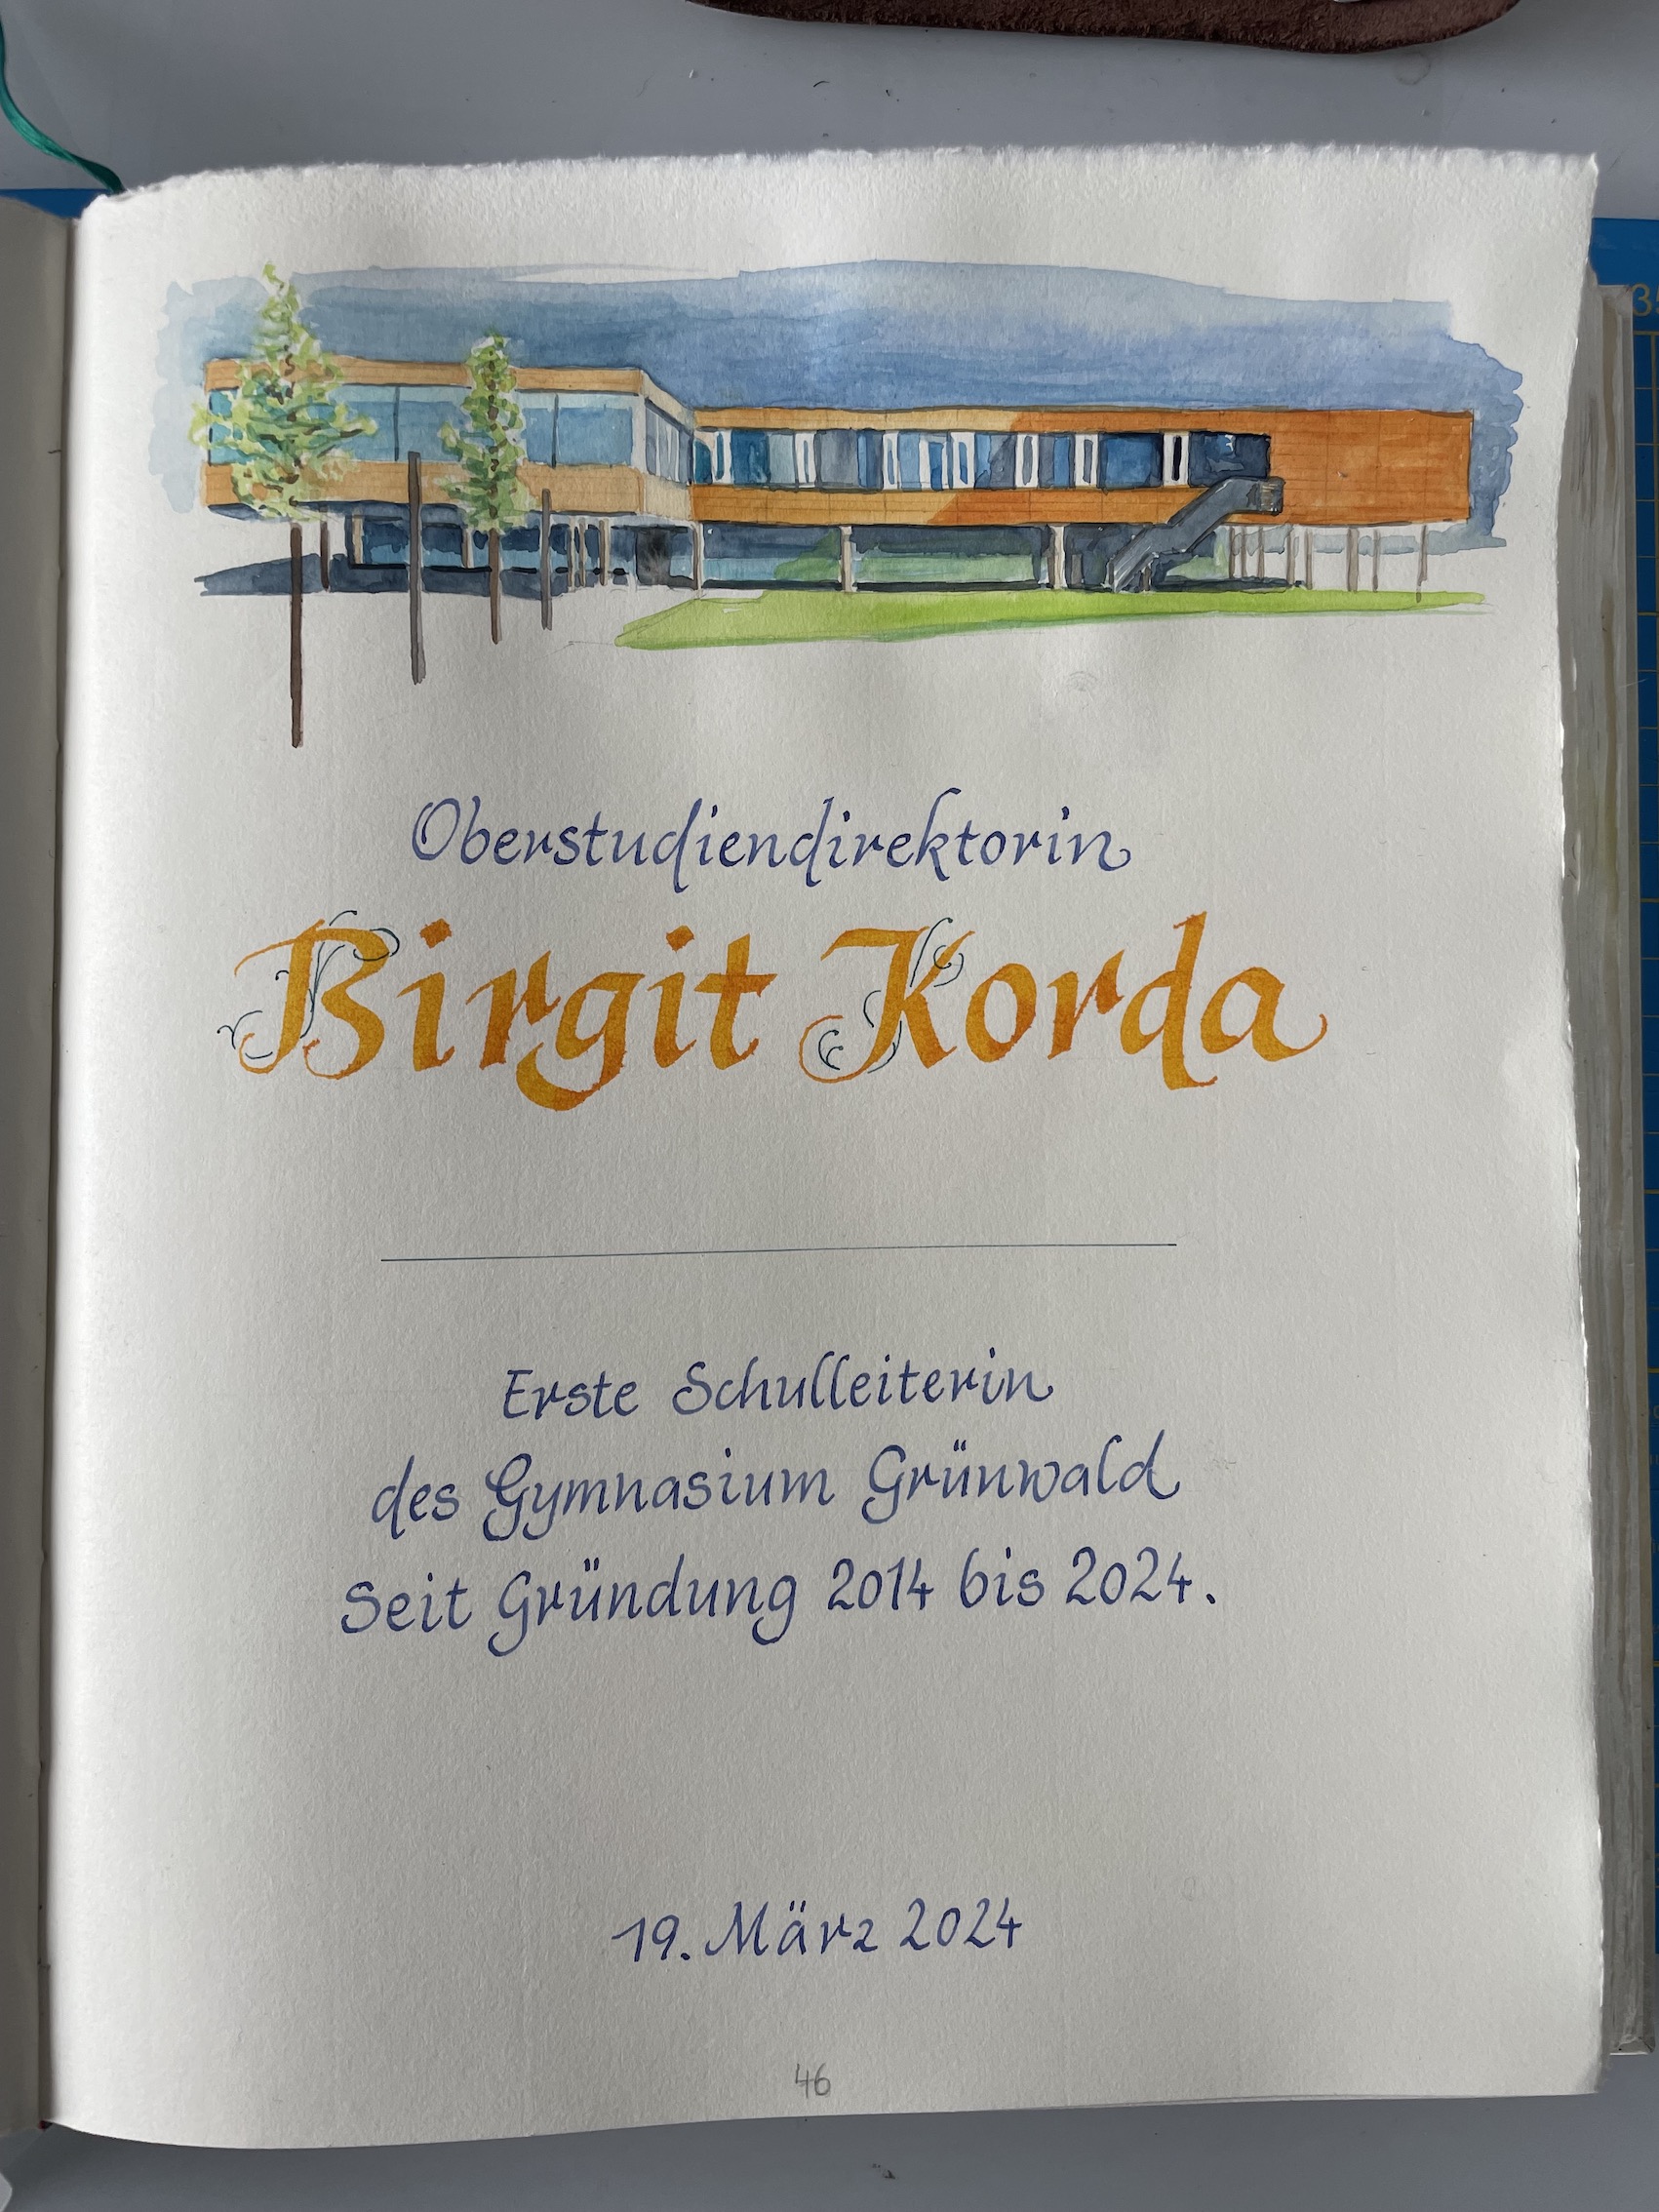 Oberstudiendirektorin
Birgit Korda
Erste Schulleiterin
des Gymnasium Grünwald
Seit Gründung 2014 bis 2024.
19. März 2024
46